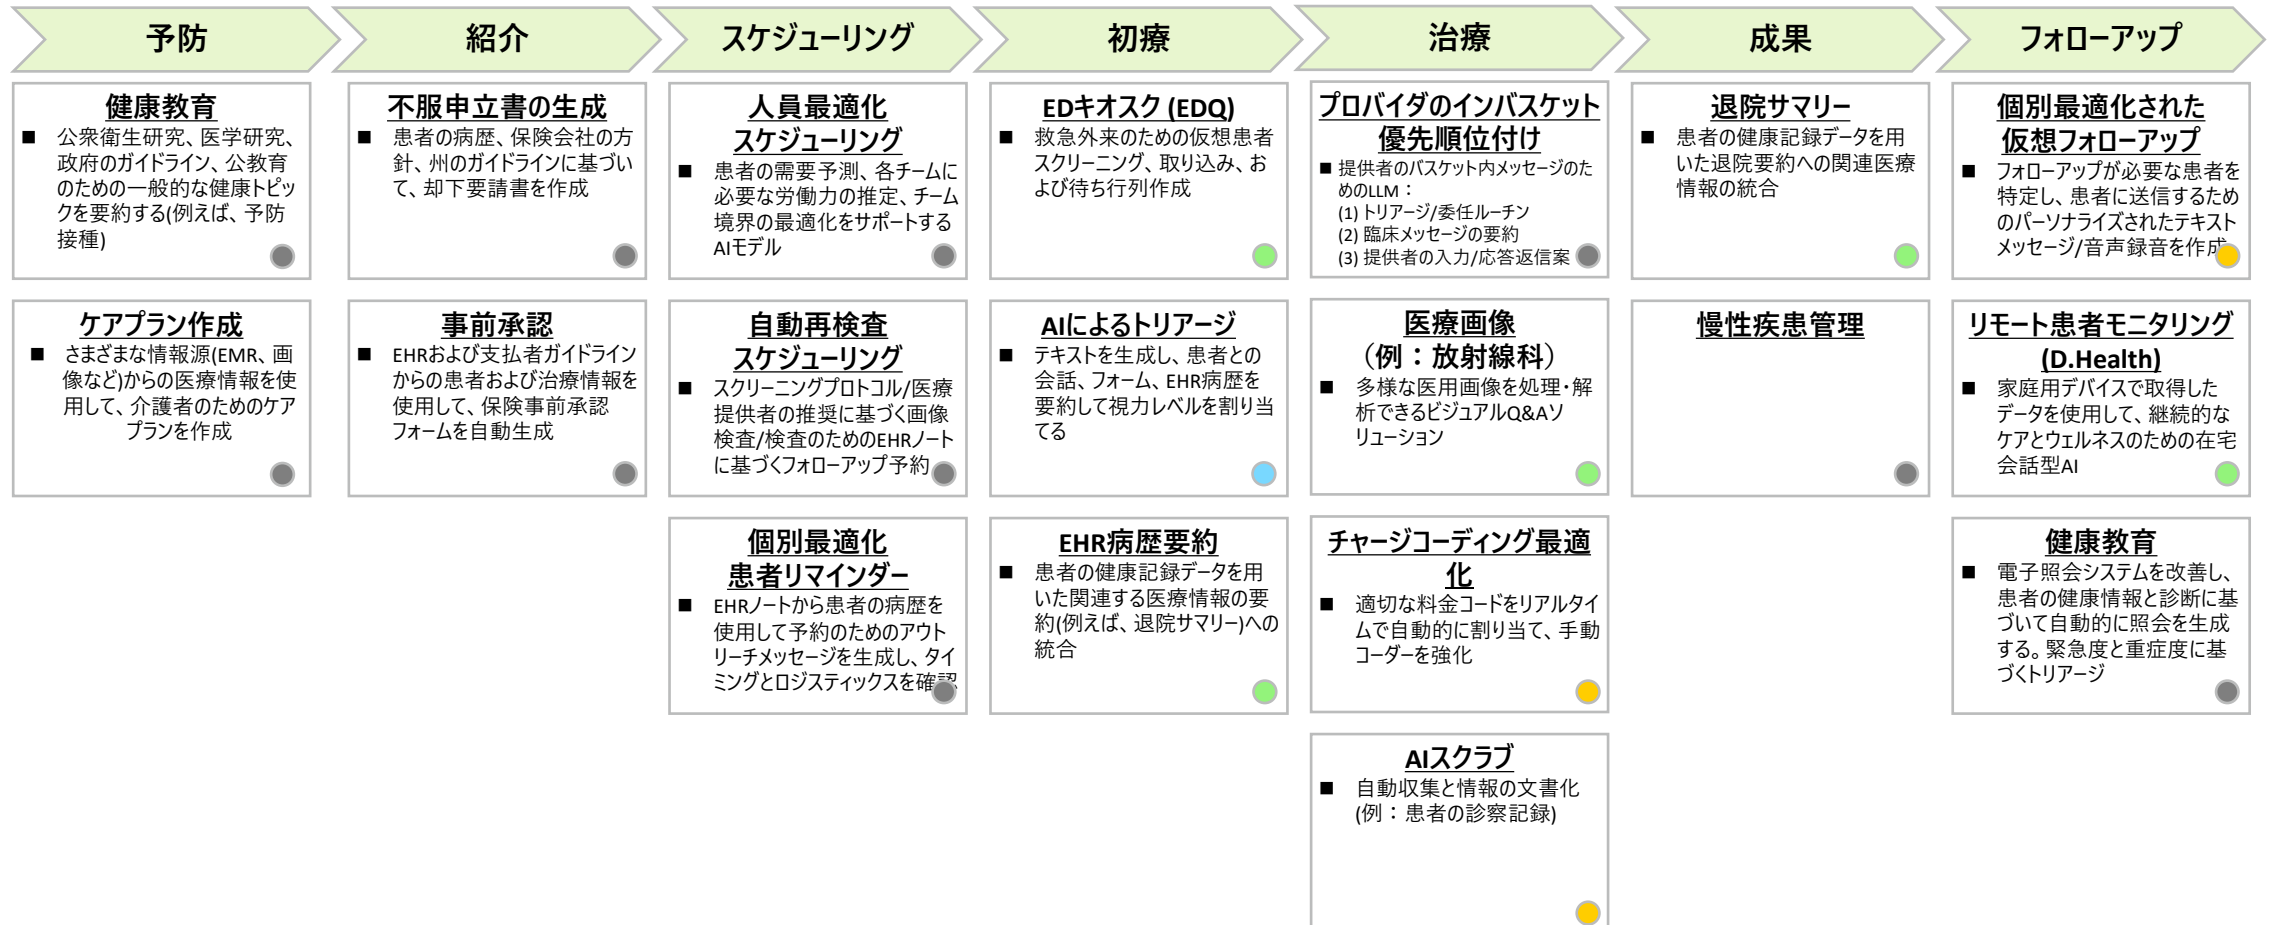 予防
紹介
スケジューリング
初療
治療
成果
フォローアップ
健康教育
■ 公衆衛生研究、医学研究、
政府のガイドライン、公教育
のための一般的な健康トピッ
クを要約する(例えば、予防
接種)
ケアプラン作成
■ さまざまな情報源(EMR、画
像など)からの医療情報を使
用して、介護者のためのケア
プランを作成
不服申立書の生成
■ 患者の病歴、保険会社の方
針、州のガイドラインに基づい
て、却下要請書を作成
事前承認
■ EHRおよび支払者ガイドライン
からの患者および治療情報を
使用して、保険事前承認
フォームを自動生成
人員最適化
スケジューリング
■ 患者の需要予測、各チームに
必要な労働力の推定、チーム
境界の最適化をサポートする
AIモデル
自動再検査
スケジューリング
■ スクリーニングプロトコル/医療
提供者の推奨に基づく画像
検査/検査のためのEHRノート
に基づくフォローアップ予約
個別最適化
患者リマインダー
■ EHRノートから患者の病歴を
使用して予約のためのアウト
リーチメッセージを生成し、タイ
ミングとロジスティックスを確認
EDキオスク (EDQ)
■ 救急外来のための仮想患者
スクリーニング、取り込み、お
よび待ち行列作成
AIによるトリアージ
■ テキストを生成し、患者との
会話、フォーム、EHR病歴を
要約して視力レベルを割り当
てる
EHR病歴要約
■ 患者の健康記録データを用
いた関連する医療情報の要
約(例えば、退院サマリー)への
統合
プロバイダのインバスケット
優先順位付け
■ 提供者のバスケット内メッセージのた
めのLLM：
(1) トリアージ/委任ルーチン
(2) 臨床メッセージの要約
(3) 提供者の入力/応答返信案
医療画像
（例：放射線科）
■ 多様な医用画像を処理・解
析できるビジュアルQ&Aソ
リューション
チャージコーディング最適
化
■ 適切な料金コードをリアルタイ
ムで自動的に割り当て、手動
コーダーを強化
AIスクラブ
■ 自動収集と情報の文書化
(例：患者の診察記録)
退院サマリー
■ 患者の健康記録データを用
いた退院要約への関連医療
情報の統合
慢性疾患管理
個別最適化された
仮想フォローアップ
■ フォローアップが必要な患者を
特定し、患者に送信するため
のパーソナライズされたテキスト
メッセージ/音声録音を作成
リモート患者モニタリング
(D.Health)
■ 家庭用デバイスで取得した
データを使用して、継続的な
ケアとウェルネスのための在宅
会話型AI
健康教育
■ 電子照会システムを改善し、
患者の健康情報と診断に基
づいて自動的に照会を生成
する。緊急度と重症度に基
づくトリアージ